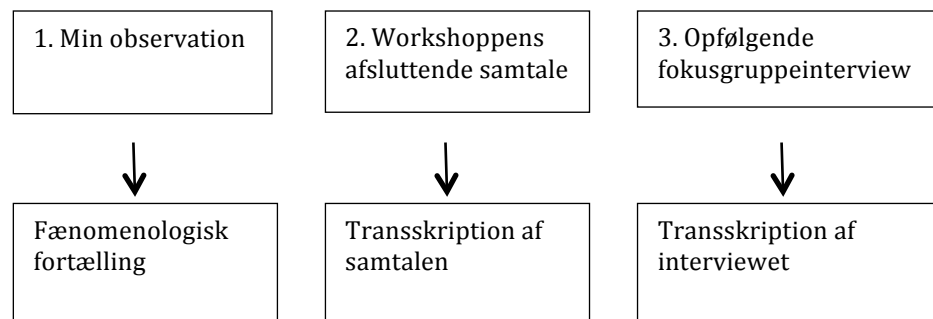 1. Min observation
2. Workshoppens
afsluttende samtale
3. Opfølgende
fokusgruppeinterview
Fænomenologisk
fortælling
Transskription af
samtalen
Transskription af
interviewet